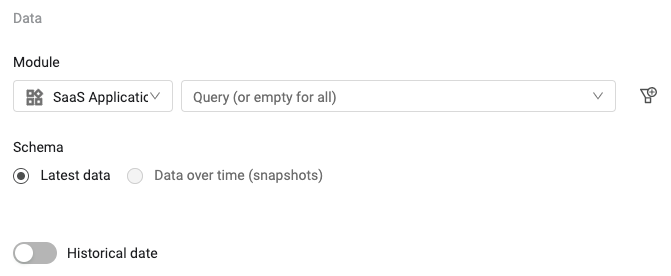 Data
Module
SaaS Applicatic
Query (or empty for all)
Schema
Latest data
Data over time (snapshots)
Historical date